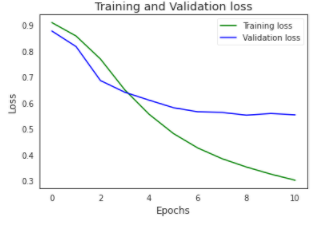 Training and Validation loss
Training loss
Validation loss
0.9
0.8
0.7
0.6
0.5
0.4
0.3
Loss
0 2 4 6 8 10
Epochs